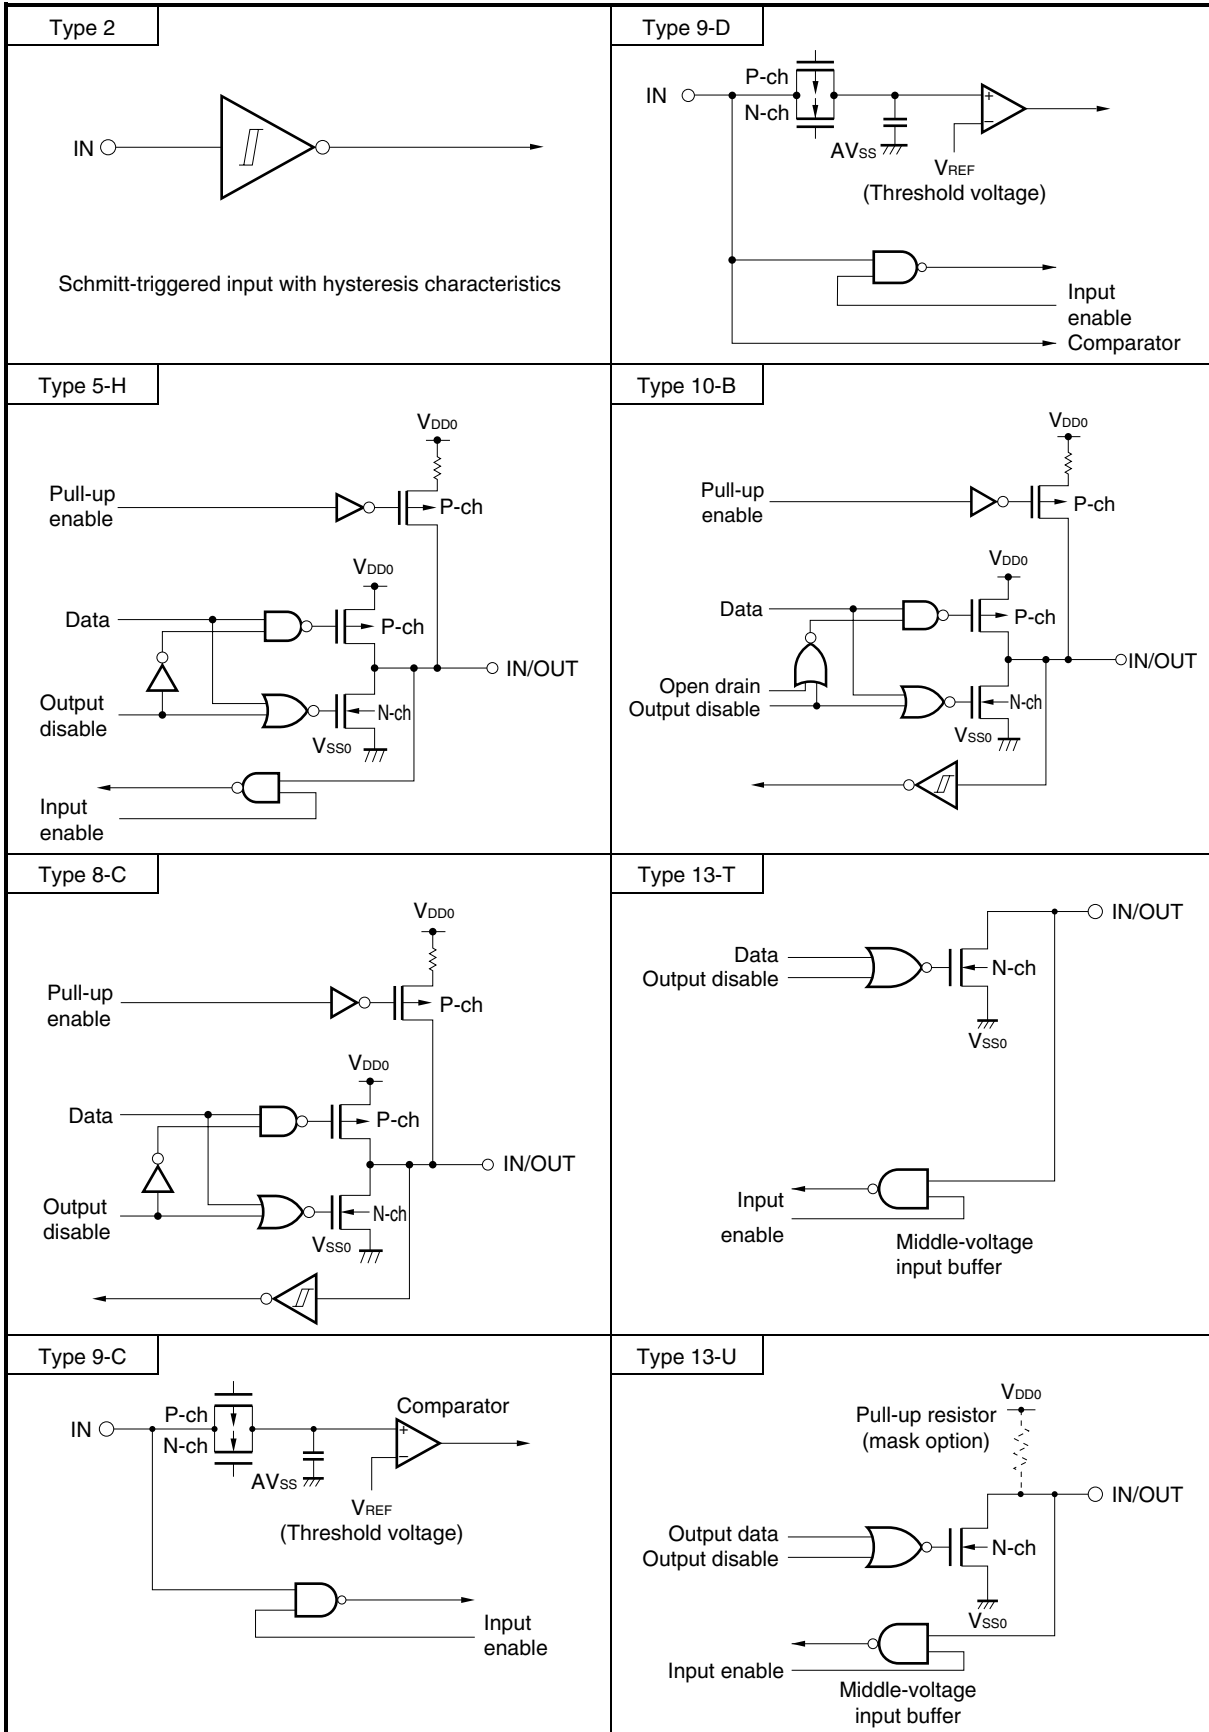 Type 2
IN
Schmitt-triggered input with hysteresis characteristics
Type 9-D
P-ch
IN
N-ch
+
−
AVSS
VREF
(Threshold voltage)
Input
enable
Comparator
Type 5-H
VDD0
Pull-up
enable
P-ch
VDD0
Data
P-ch
IN/OUT
Output
disable
N-ch
VSS0
Input
enable
Type 10-B
VDD0
Pull-up
enable
P-ch
VDD0
Data
P-ch
IN/OUT
Open drain
Output disable
N-ch
VSS0
Type 8-C
VDD0
Pull-up
enable
P-ch
VDD0
Data
P-ch
IN/OUT
Output
disable
N-ch
VSS0
Type 13-T
IN/OUT
Data
Output disable
N-ch
VSS0
Input
enable
Middle-voltage
input buffer
Type 9-C
Comparator
P-ch
IN
N-ch
+
−
AVSS
VREF
(Threshold voltage)
Input
enable
Type 13-U
VDD0
Pull-up resistor
(mask option)
IN/OUT
Output data
Output disable
N-ch
VSS0
Input enable
Middle-voltage
input buffer